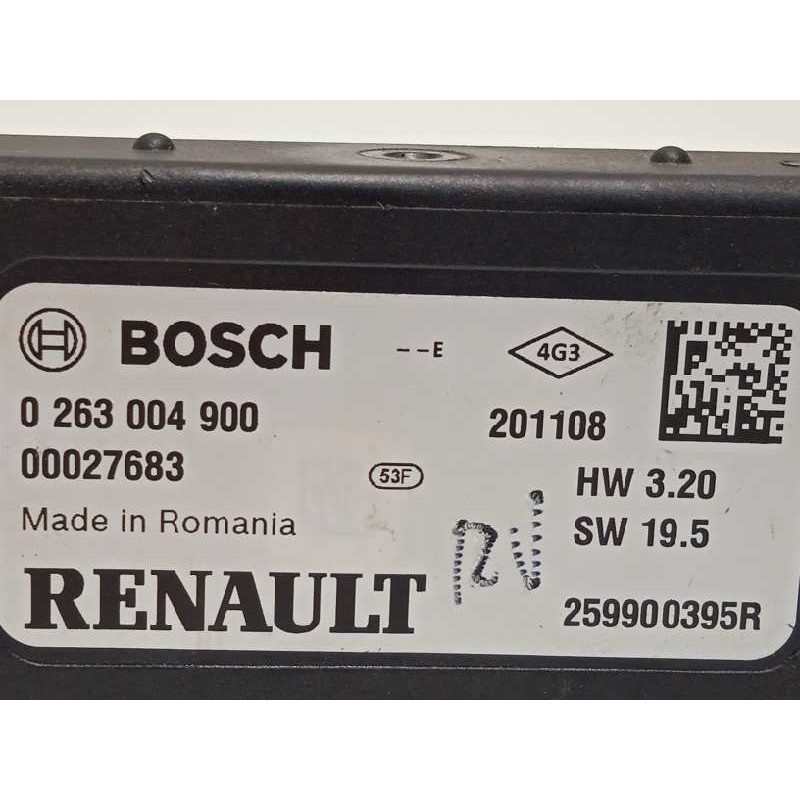 BOSCH --E 4G3
0 263 004 900 201108
00027683 53F HW 3.20
Made in Romania SW 19.5
RENAULT 259900395R